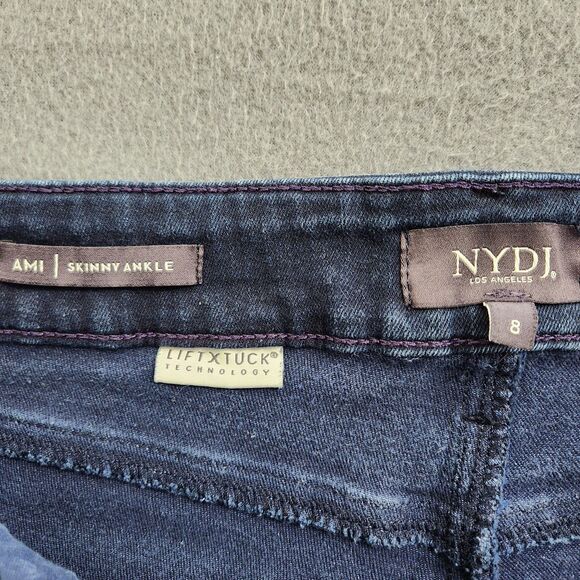 AMI | SKINNY ANKLE
NYDJ®
LOS ANGELES
8
LIFTXTUCK®
TECHNOLOGY